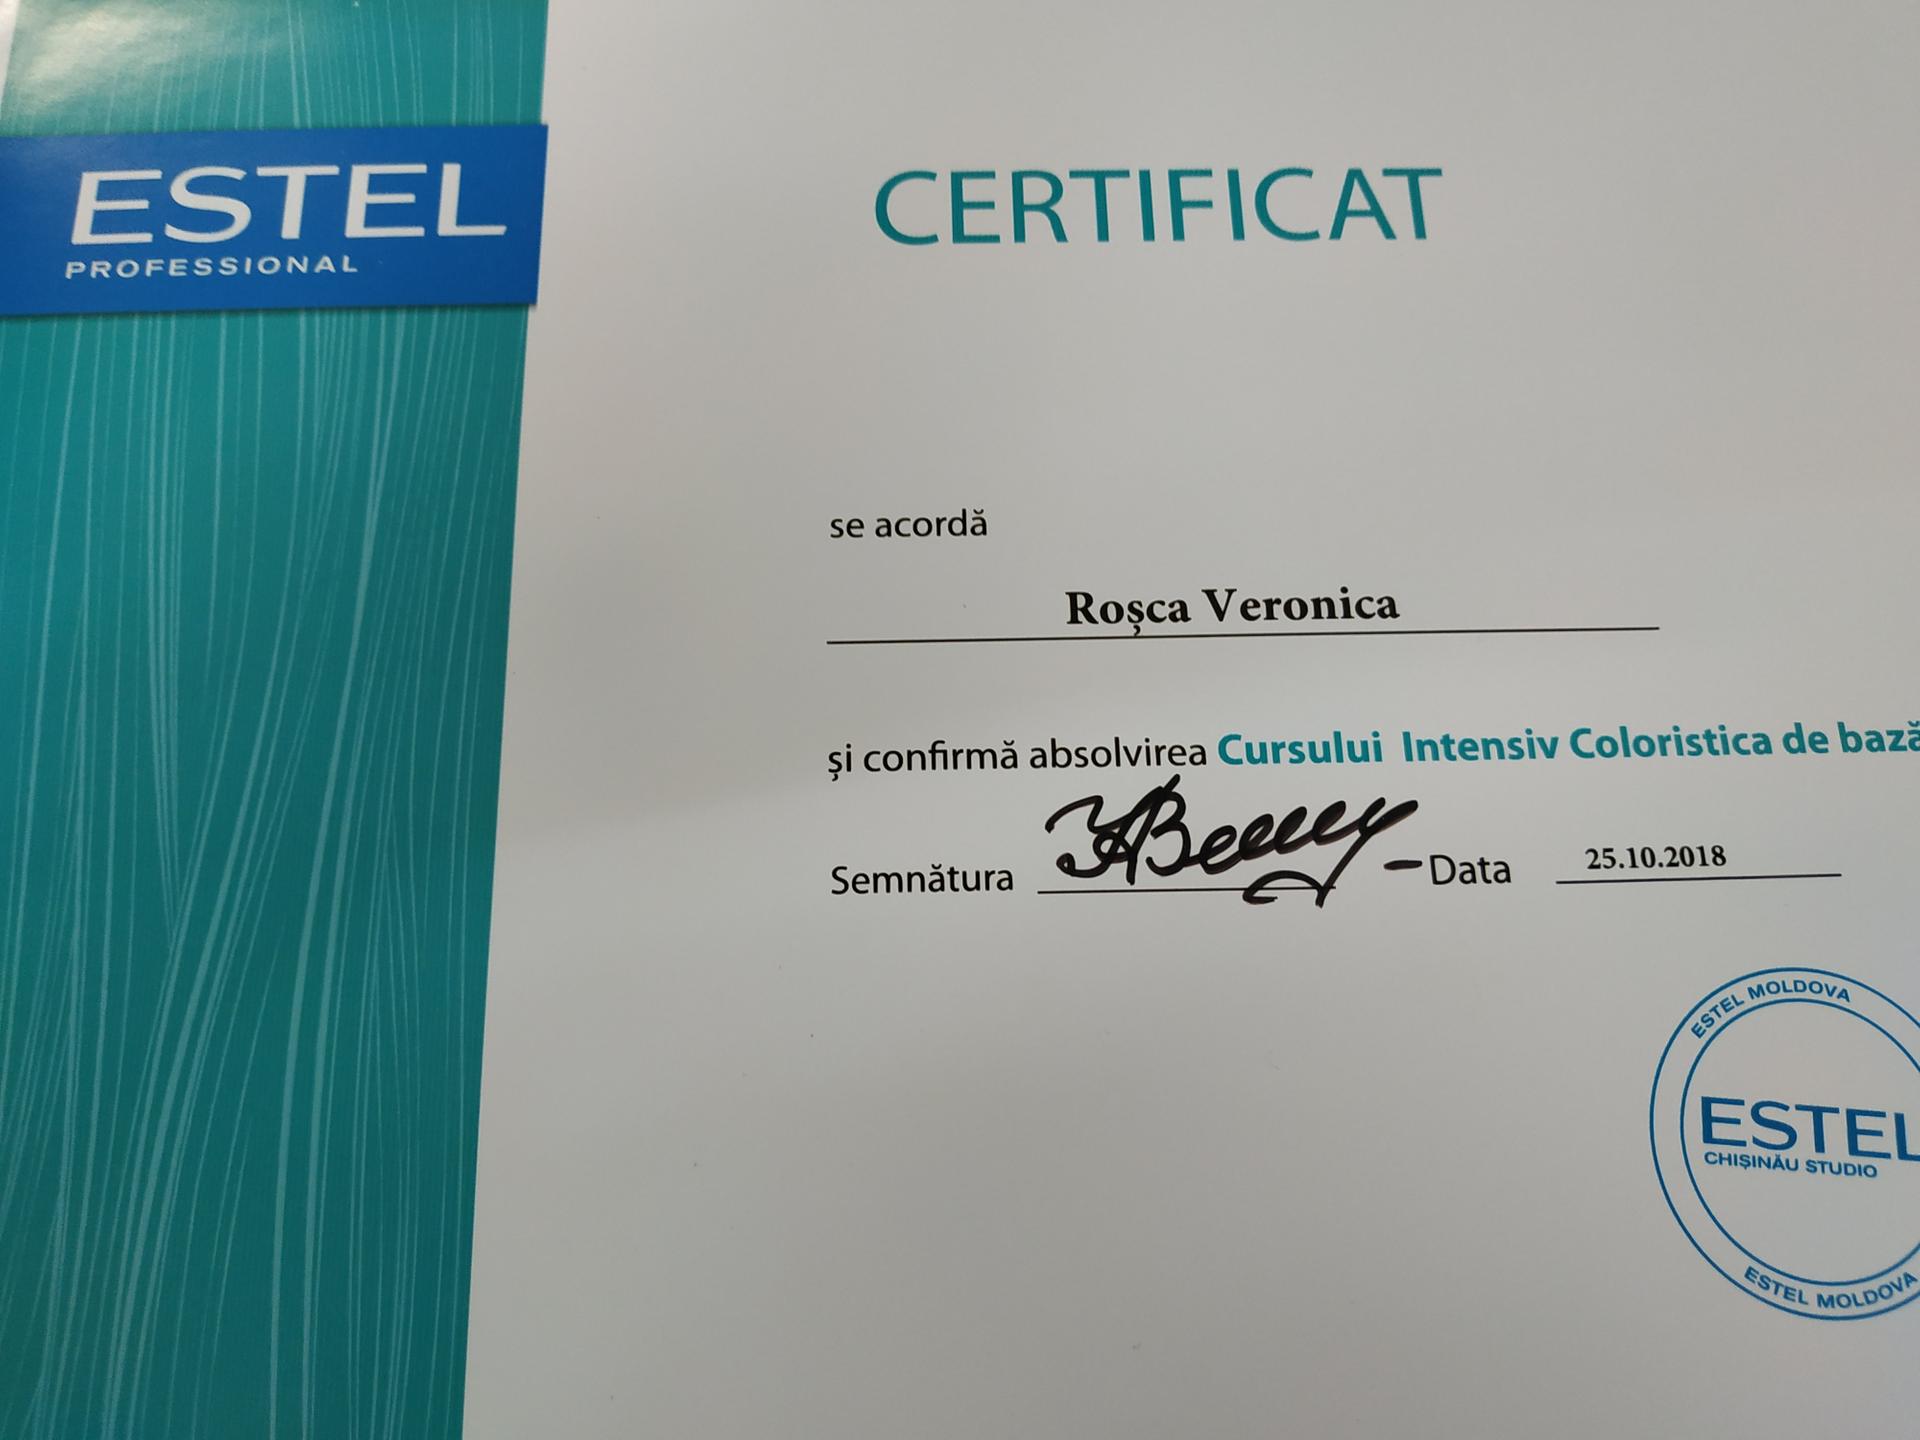 ESTEL
PROFESSIONAL
CERTIFICAT
se acordă
Roșca Veronica
și confirmă absolvirea Cursului Intensiv Coloristica de bază
Semnătura
Data 25.10.2018
ESTEL MOLDOVA
ESTEL
CHIȘINĂU STUDIO
ESTEL MOLDOVA